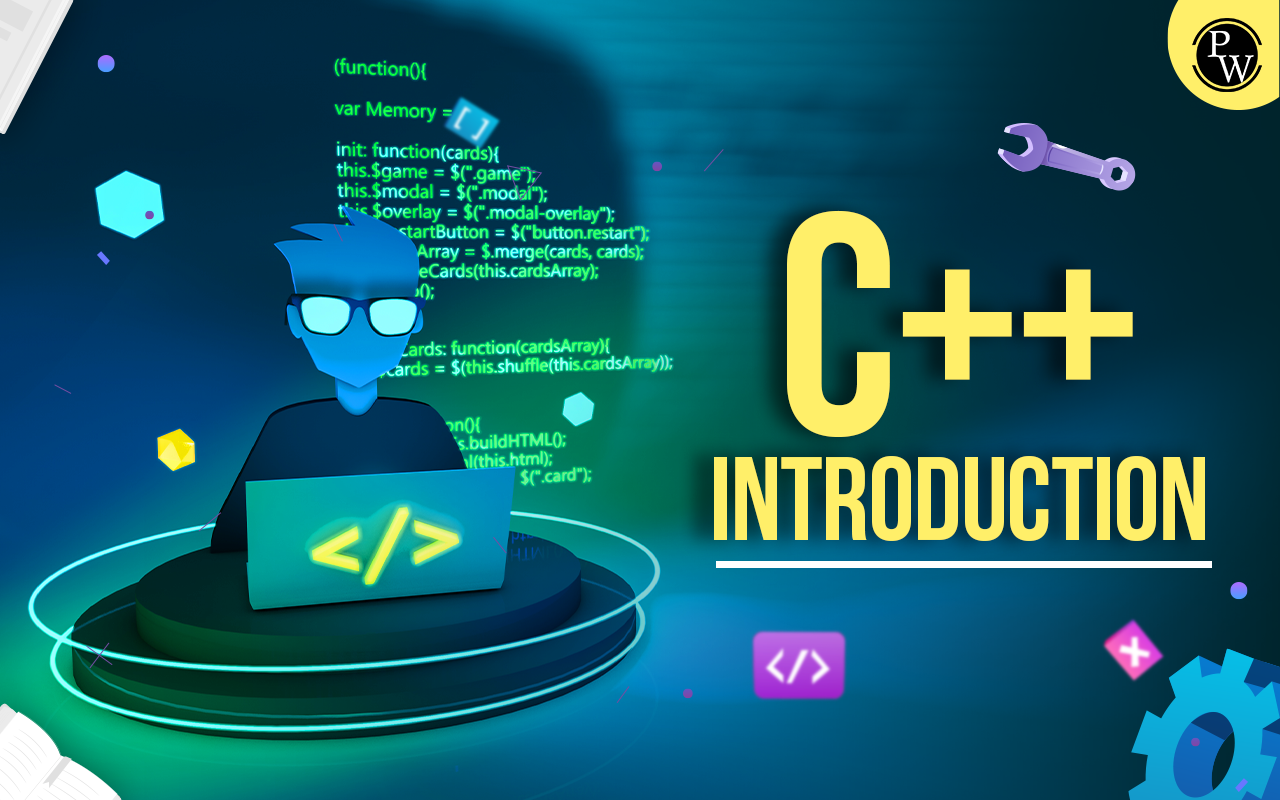 (function(){
var Memory =
[ ]
init: function(cards){
this.$game = $(".game");
this.$modal = $(".modal");
this.$overlay = $(".modal-overlay");
startButton = $("button.restart");
Array = $.merge(cards, cards);
eCards(this.cardsArray);
();
Cards: function(cardsArray){
cards = $(this.shuffle(this.cardsArray));
on(){
s.buildHTML();
l(this.html);
$(".card");
</>
PW
C++
INTRODUCTION
</>
+